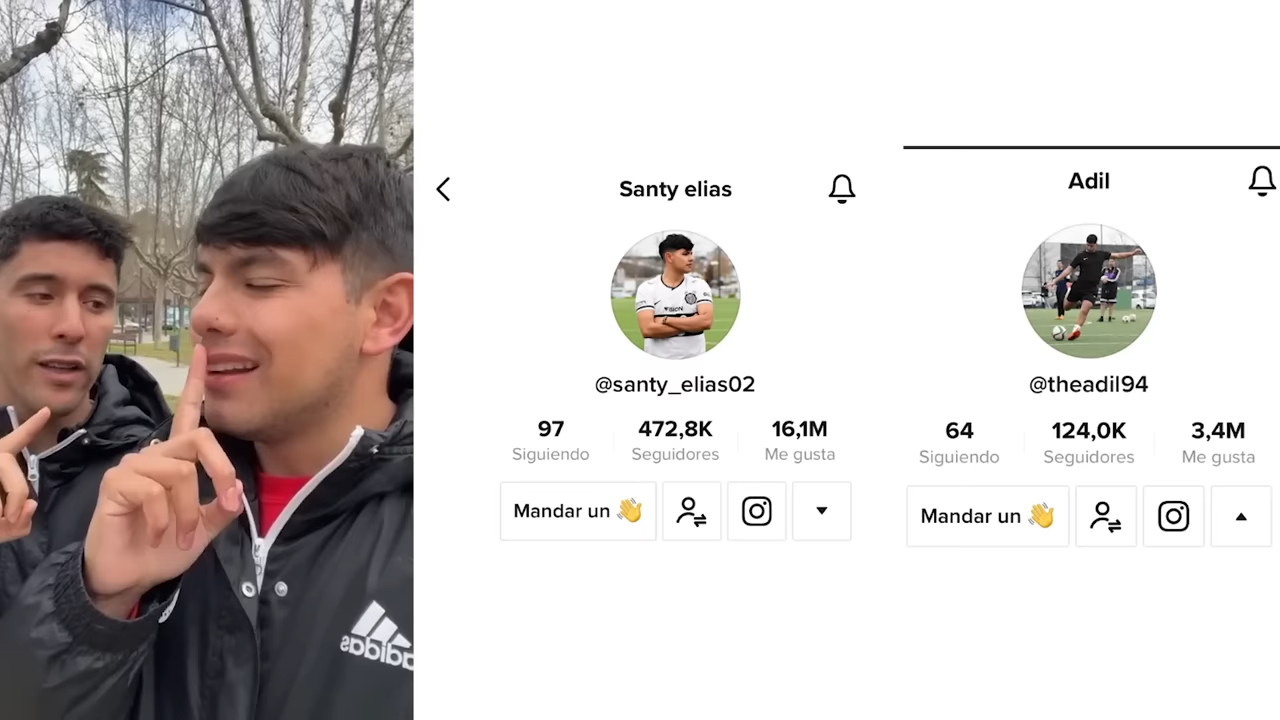 Santy elias
@santy_elias02
97
Siguiendo
472,8K
Seguidores
16,1M
Me gusta
Mandar un 👋
Adil
@theadil94
64
Siguiendo
124,0K
Seguidores
3,4M
Me gusta
Mandar un 👋
adidas